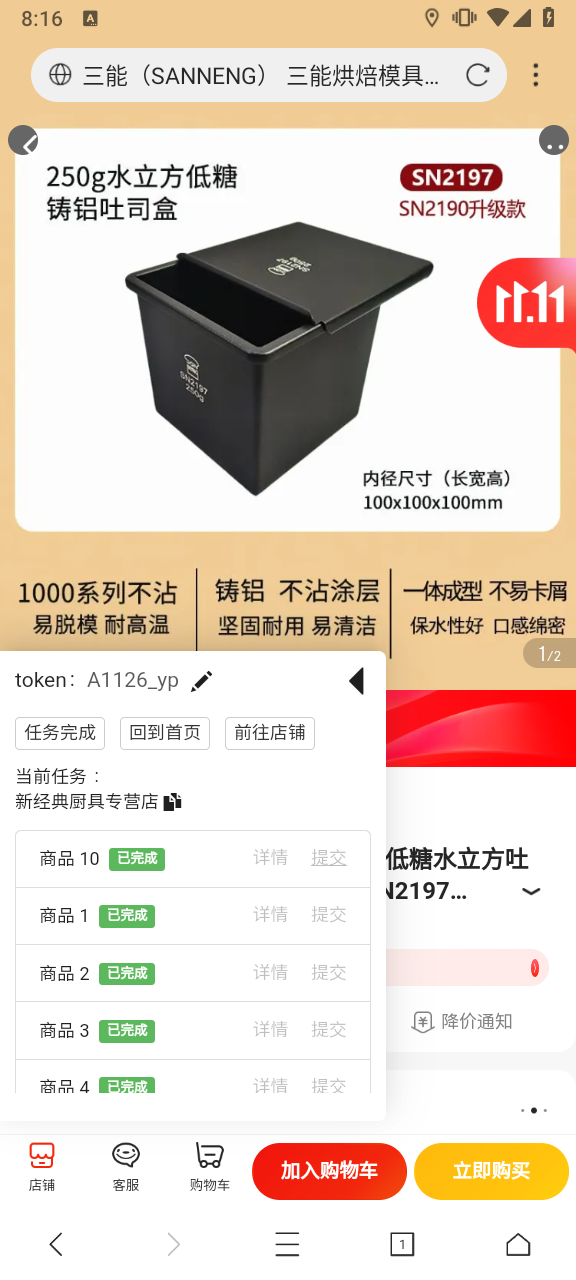 8:16
A
三能（SANNENG） 三能烘焙模具...
250g水立方低糖
铸铝吐司盒
SN2197
SN2190升级款
11.11
SN2197
250g
SN2197
250g
内径尺寸（长宽高）
100x100x100mm
1000系列不沾
易脱模 耐高温
铸铝 不沾涂层
坚固耐用 易清洁
一体成型 不易卡屑
保水性好 口感绵密
1/2
token： A1126_yp
任务完成
回到首页
前往店铺
当前任务：
新经典厨具专营店
商品 10 已完成 详情 提交
商品 1 已完成 详情 提交
商品 2 已完成 详情 提交
商品 3 已完成 详情 提交
商品 4 已完成 详情 提交
低糖水立方吐
N2197...
降价通知
店铺
客服
购物车
加入购物车
立即购买
1